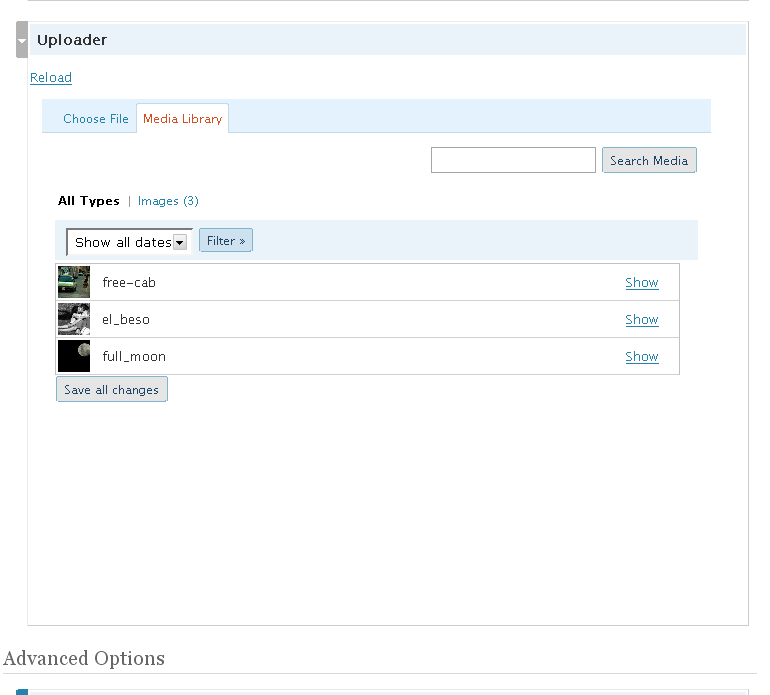 Uploader
Reload
Choose File Media Library
Search Media
All Types | Images (3)
Show all dates Filter »
free-cab Show
el_beso Show
full_moon Show
Save all changes
Advanced Options